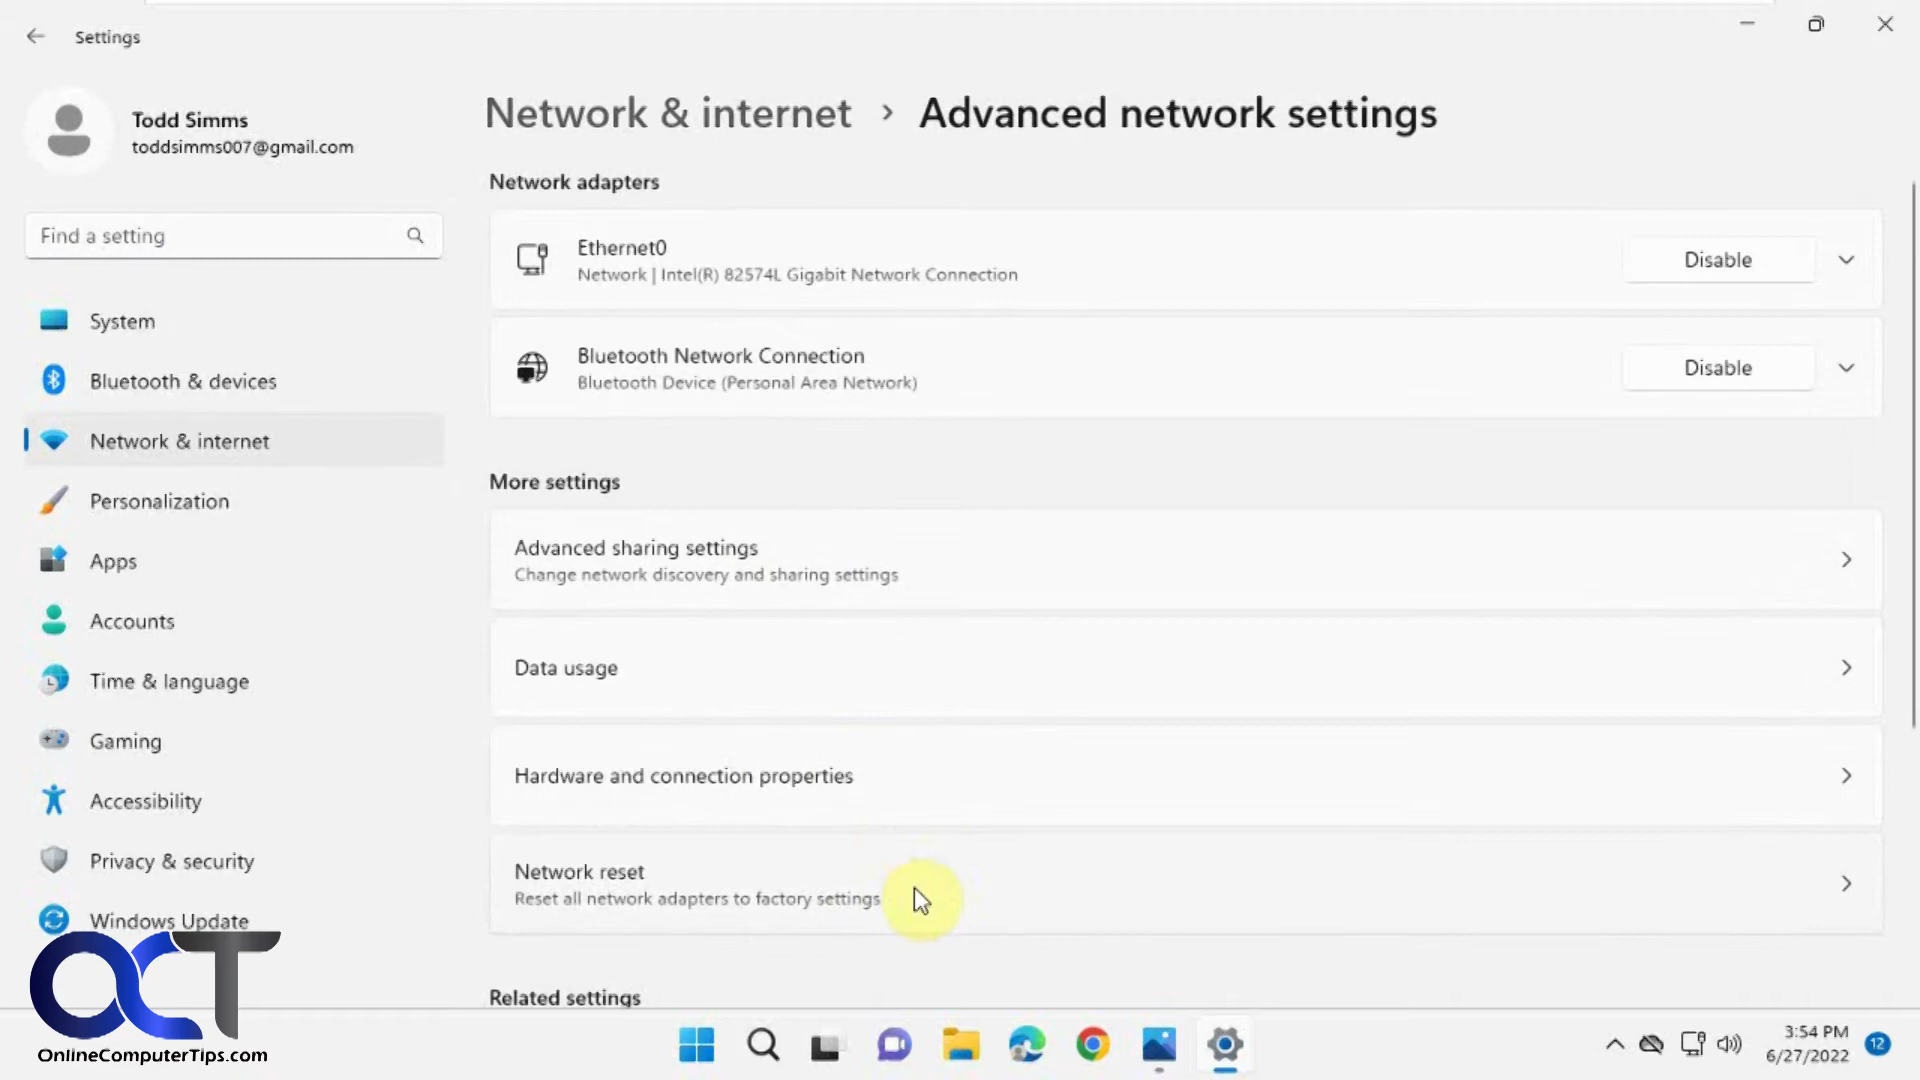 Settings
Todd Simms
toddsimms007@gmail.com
Find a setting
System
Bluetooth & devices
Network & internet
Personalization
Apps
Accounts
Time & language
Gaming
Accessibility
Privacy & security
Windows Update
Network & internet > Advanced network settings
Network adapters
Ethernet0
Network | Intel(R) 82574L Gigabit Network Connection
Disable
Bluetooth Network Connection
Bluetooth Device (Personal Area Network)
Disable
More settings
Advanced sharing settings
Change network discovery and sharing settings
Data usage
Hardware and connection properties
Network reset
Reset all network adapters to factory settings
Related settings
OCT
OnlineComputerTips.com
3:54 PM
6/27/2022
12